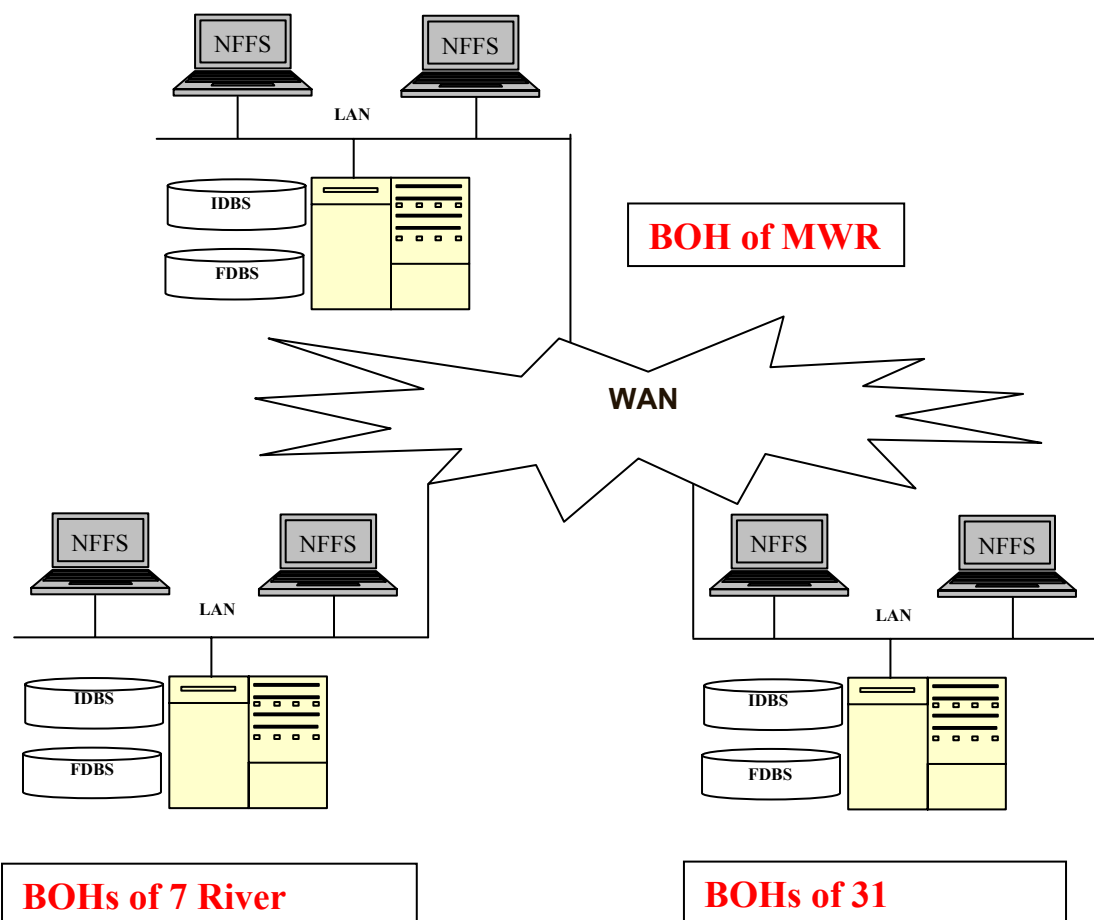 NFFS NFFS
LAN
IDBS
FDBS
BOH of MWR
WAN
NFFS NFFS
LAN
IDBS
FDBS
NFFS NFFS
LAN
IDBS
FDBS
BOHs of 7 River
BOHs of 31